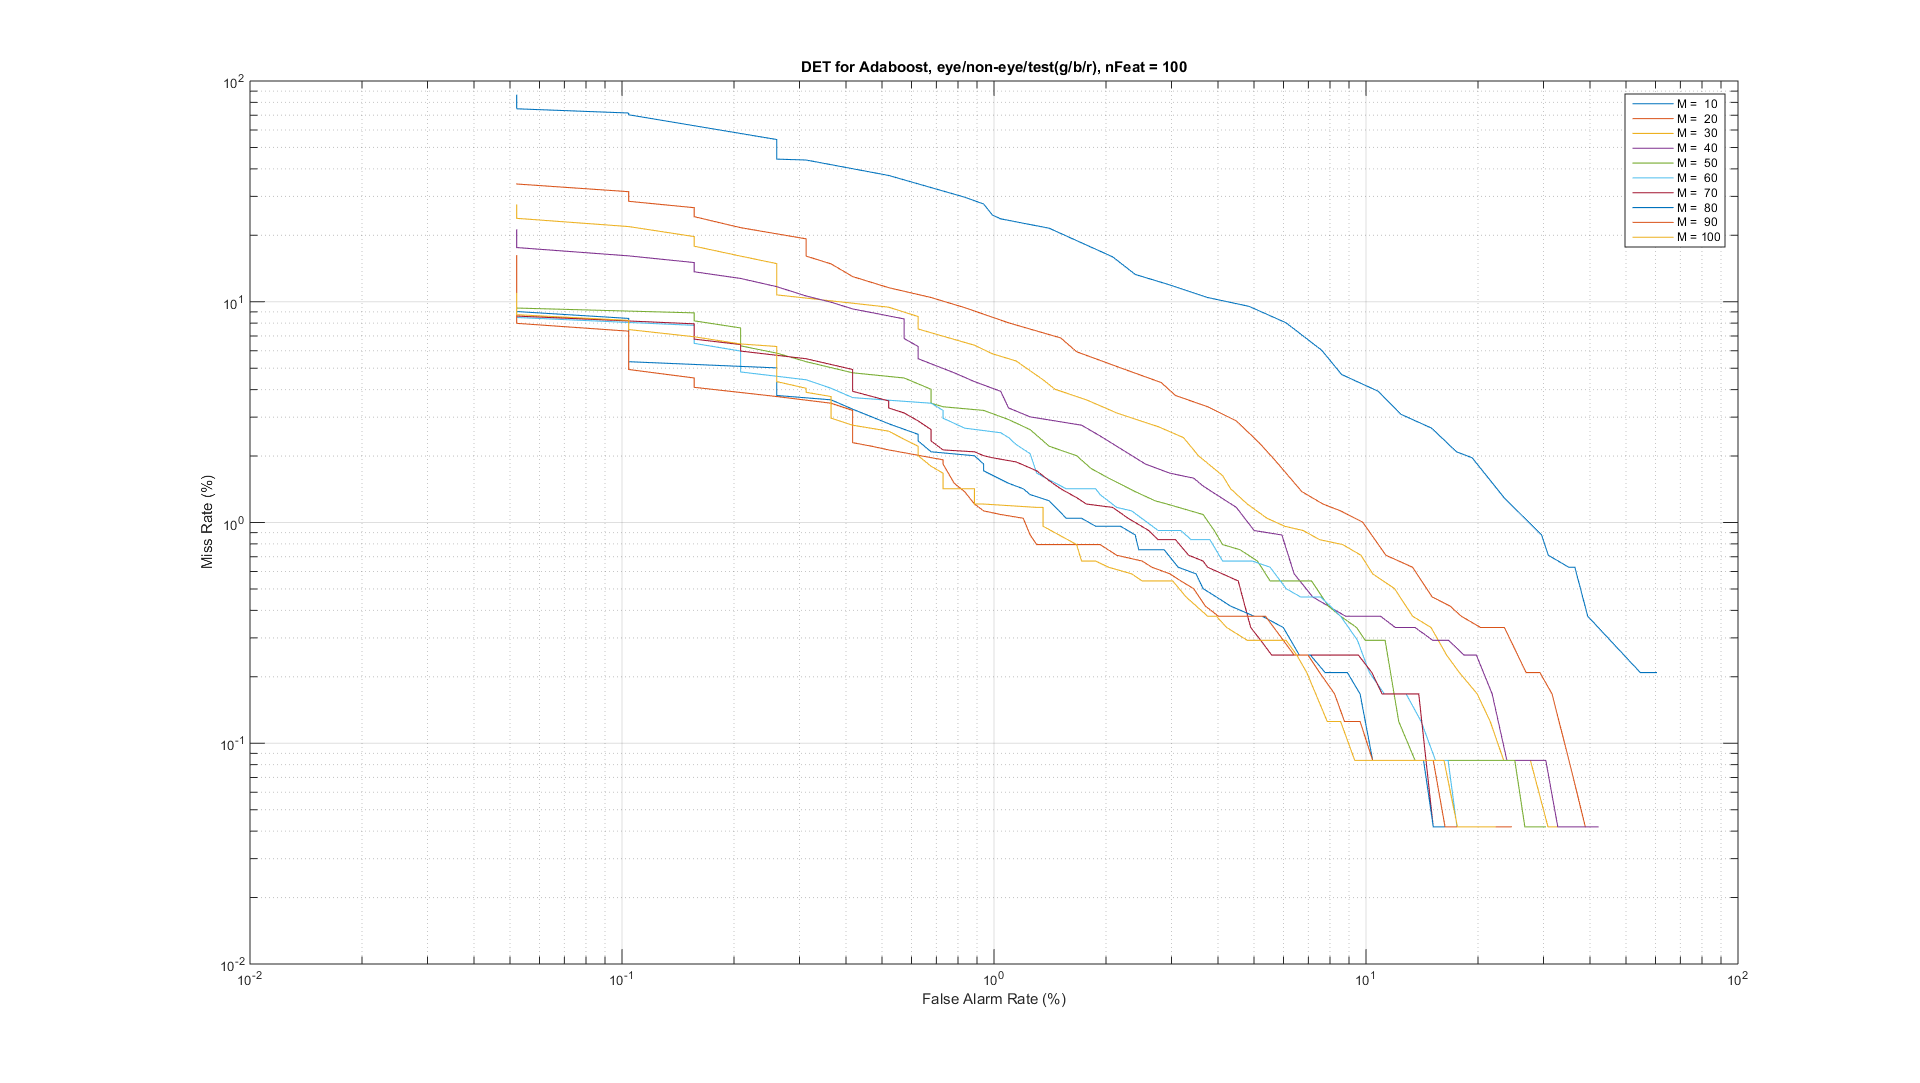 DET for Adaboost, eye/non-eye/test(g/b/r), nFeat = 100
10^2
10^1
10^0
10^-1
10^-2
Miss Rate (%)
M = 10
M = 20
M = 30
M = 40
M = 50
M = 60
M = 70
M = 80
M = 90
M = 100
10^-2 10^-1 10^0 10^1 10^2
False Alarm Rate (%)